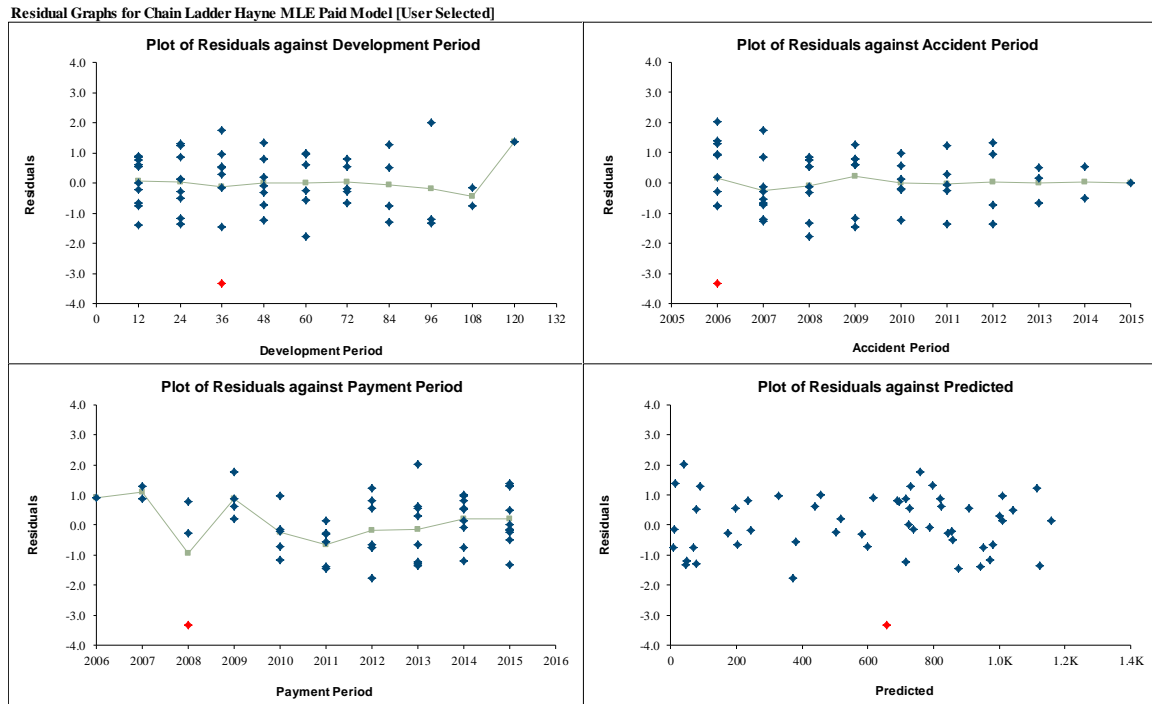 Residual Graphs for Chain Ladder Hayne MLE Paid Model [User Selected]
Plot of Residuals against Development Period
Residuals
4.0
3.0
2.0
1.0
0.0
-1.0
-2.0
-3.0
-4.0
0 12 24 36 48 60 72 84 96 108 120 132
Development Period
Plot of Residuals against Accident Period
Residuals
4.0
3.0
2.0
1.0
0.0
-1.0
-2.0
-3.0
-4.0
2005 2006 2007 2008 2009 2010 2011 2012 2013 2014 2015
Accident Period
Plot of Residuals against Payment Period
Residuals
4.0
3.0
2.0
1.0
0.0
-1.0
-2.0
-3.0
-4.0
2006 2007 2008 2009 2010 2011 2012 2013 2014 2015 2016
Payment Period
Plot of Residuals against Predicted
Residuals
4.0
3.0
2.0
1.0
0.0
-1.0
-2.0
-3.0
-4.0
0 200 400 600 800 1.0K 1.2K 1.4K
Predicted